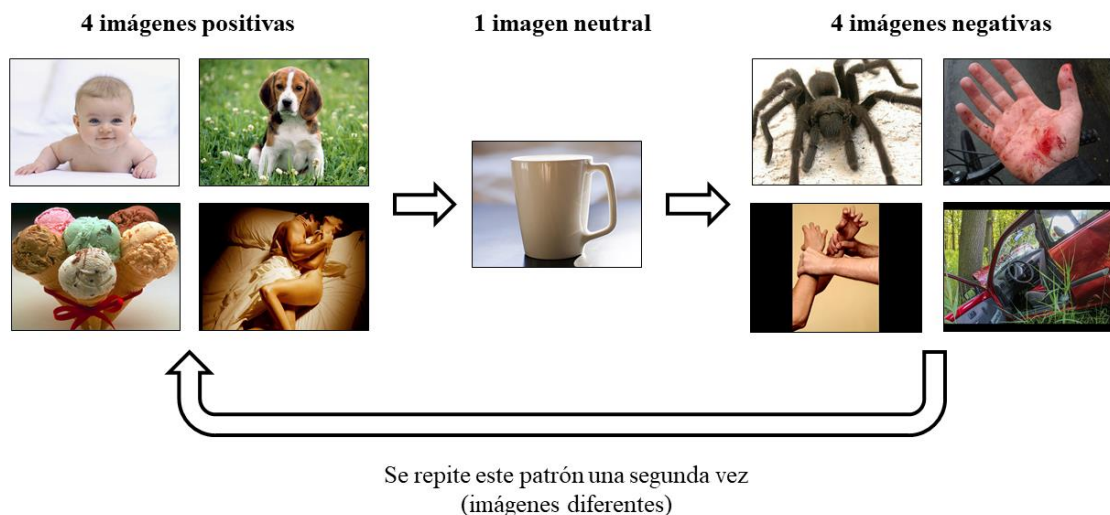 4 imágenes positivas
1 imagen neutral
4 imágenes negativas
Se repite este patrón una segunda vez
(imágenes diferentes)